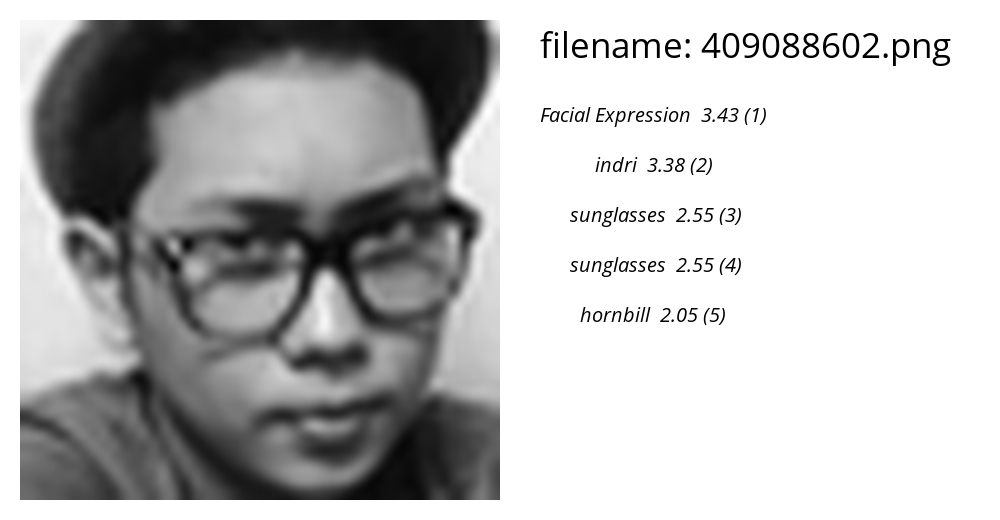 filename: 409088602.png
Facial Expression 3.43 (1)
indri 3.38 (2)
sunglasses 2.55 (3)
sunglasses 2.55 (4)
hornbill 2.05 (5)